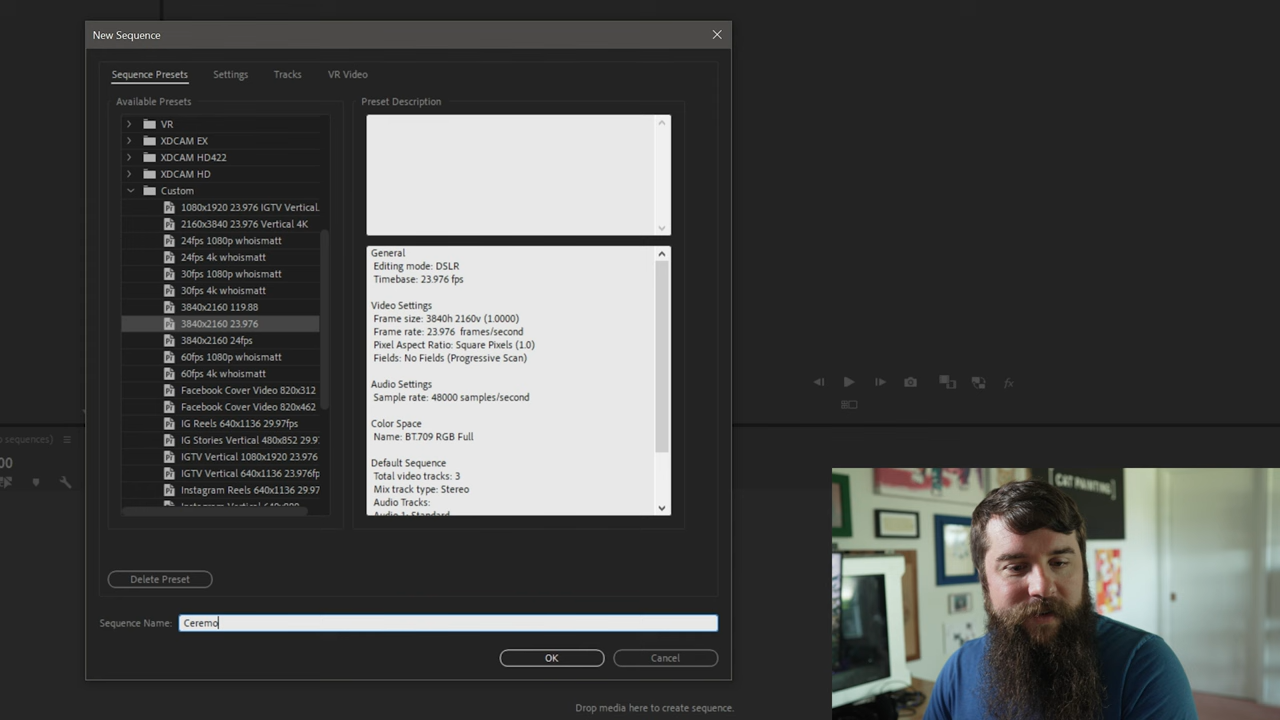 New Sequence
Sequence Presets Settings Tracks VR Video
Available Presets
VR
XDCAM EX
XDCAM HD422
XDCAM HD
Custom
1080x1920 23.976 IGTV Vertical.
2160x3840 23.976 Vertical 4K
24fps 1080p whoismatt
24fps 4k whoismatt
30fps 1080p whoismatt
30fps 4k whoismatt
3840x2160 119.88
3840x2160 23.976
3840x2160 24fps
60fps 1080p whoismatt
60fps 4k whoismatt
Facebook Cover Video 820x312
Facebook Cover Video 820x462
IG Reels 640x1136 29.97fps
IG Stories Vertical 480x852 29.9
IGTV Vertical 1080x1920 23.976
IGTV Vertical 640x1136 23.976fp
Instagram Reels 640x1136 29.97
Preset Description
General
Editing mode: DSLR
Timebase: 23.976 fps
Video Settings
Frame size: 3840h 2160v (1.0000)
Frame rate: 23.976 frames/second
Pixel Aspect Ratio: Square Pixels (1.0)
Fields: No Fields (Progressive Scan)
Audio Settings
Sample rate: 48000 samples/second
Color Space
Name: BT.709 RGB Full
Default Sequence
Total video tracks: 3
Mix track type: Stereo
Audio Tracks:
Audio 1: Standard
Delete Preset
Sequence Name: Ceremo
OK Cancel
sequences)
00
fx
Drop media here to create sequence.
[ CAT PAINTING